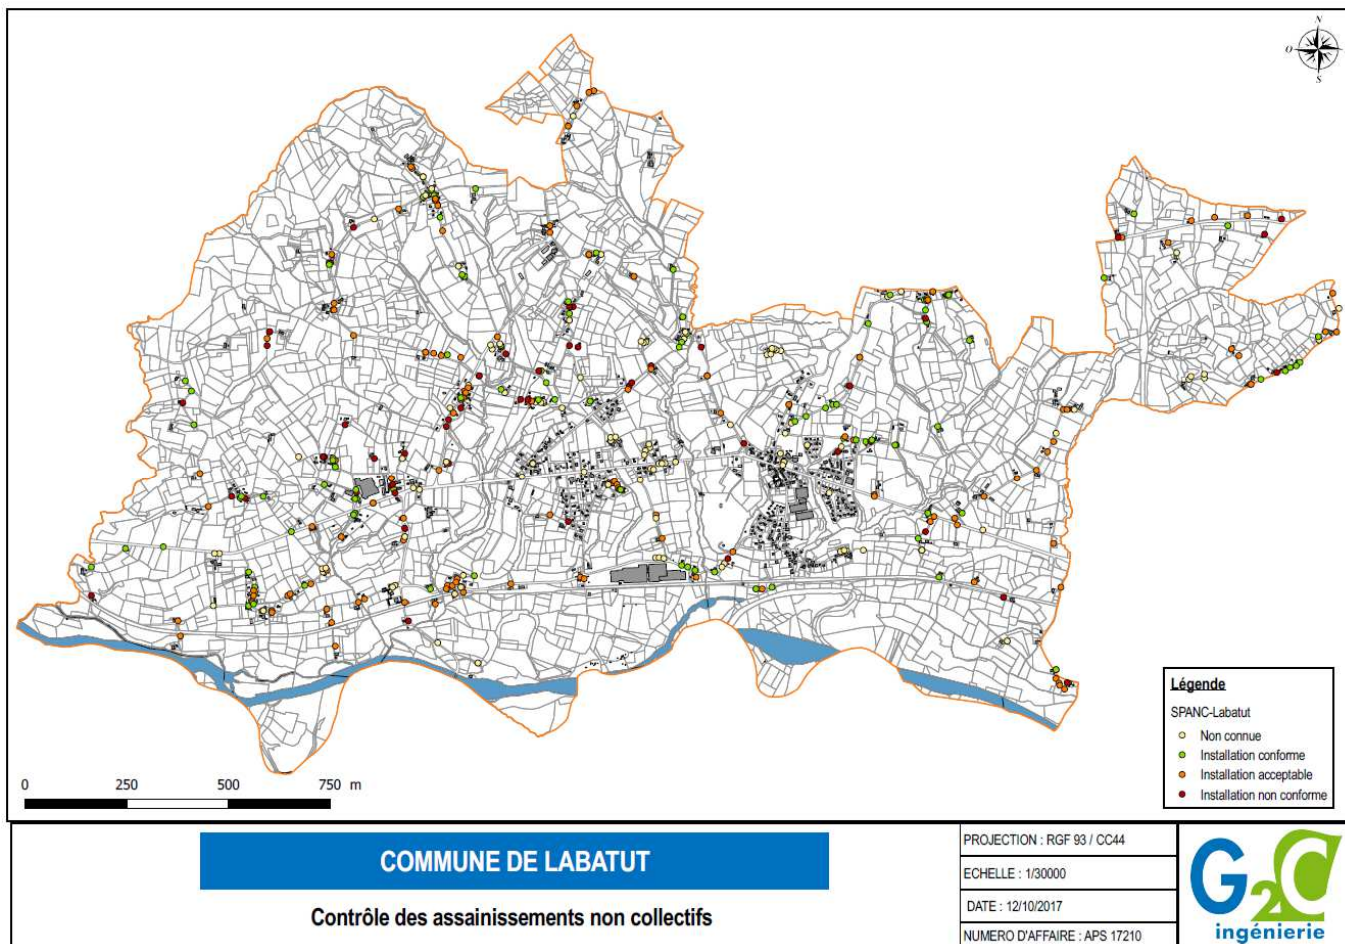 N
O
S
Légende
SPANC-Labatut
Non connue
Installation conforme
Installation acceptable
Installation non conforme
0 250 500 750 m
COMMUNE DE LABATUT
Contrôle des assainissements non collectifs
PROJECTION : RGF 93 / CC44
ECHELLE : 1/30000
DATE : 12/10/2017
NUMERO D'AFFAIRE : APS 17210
G2C
ingénierie